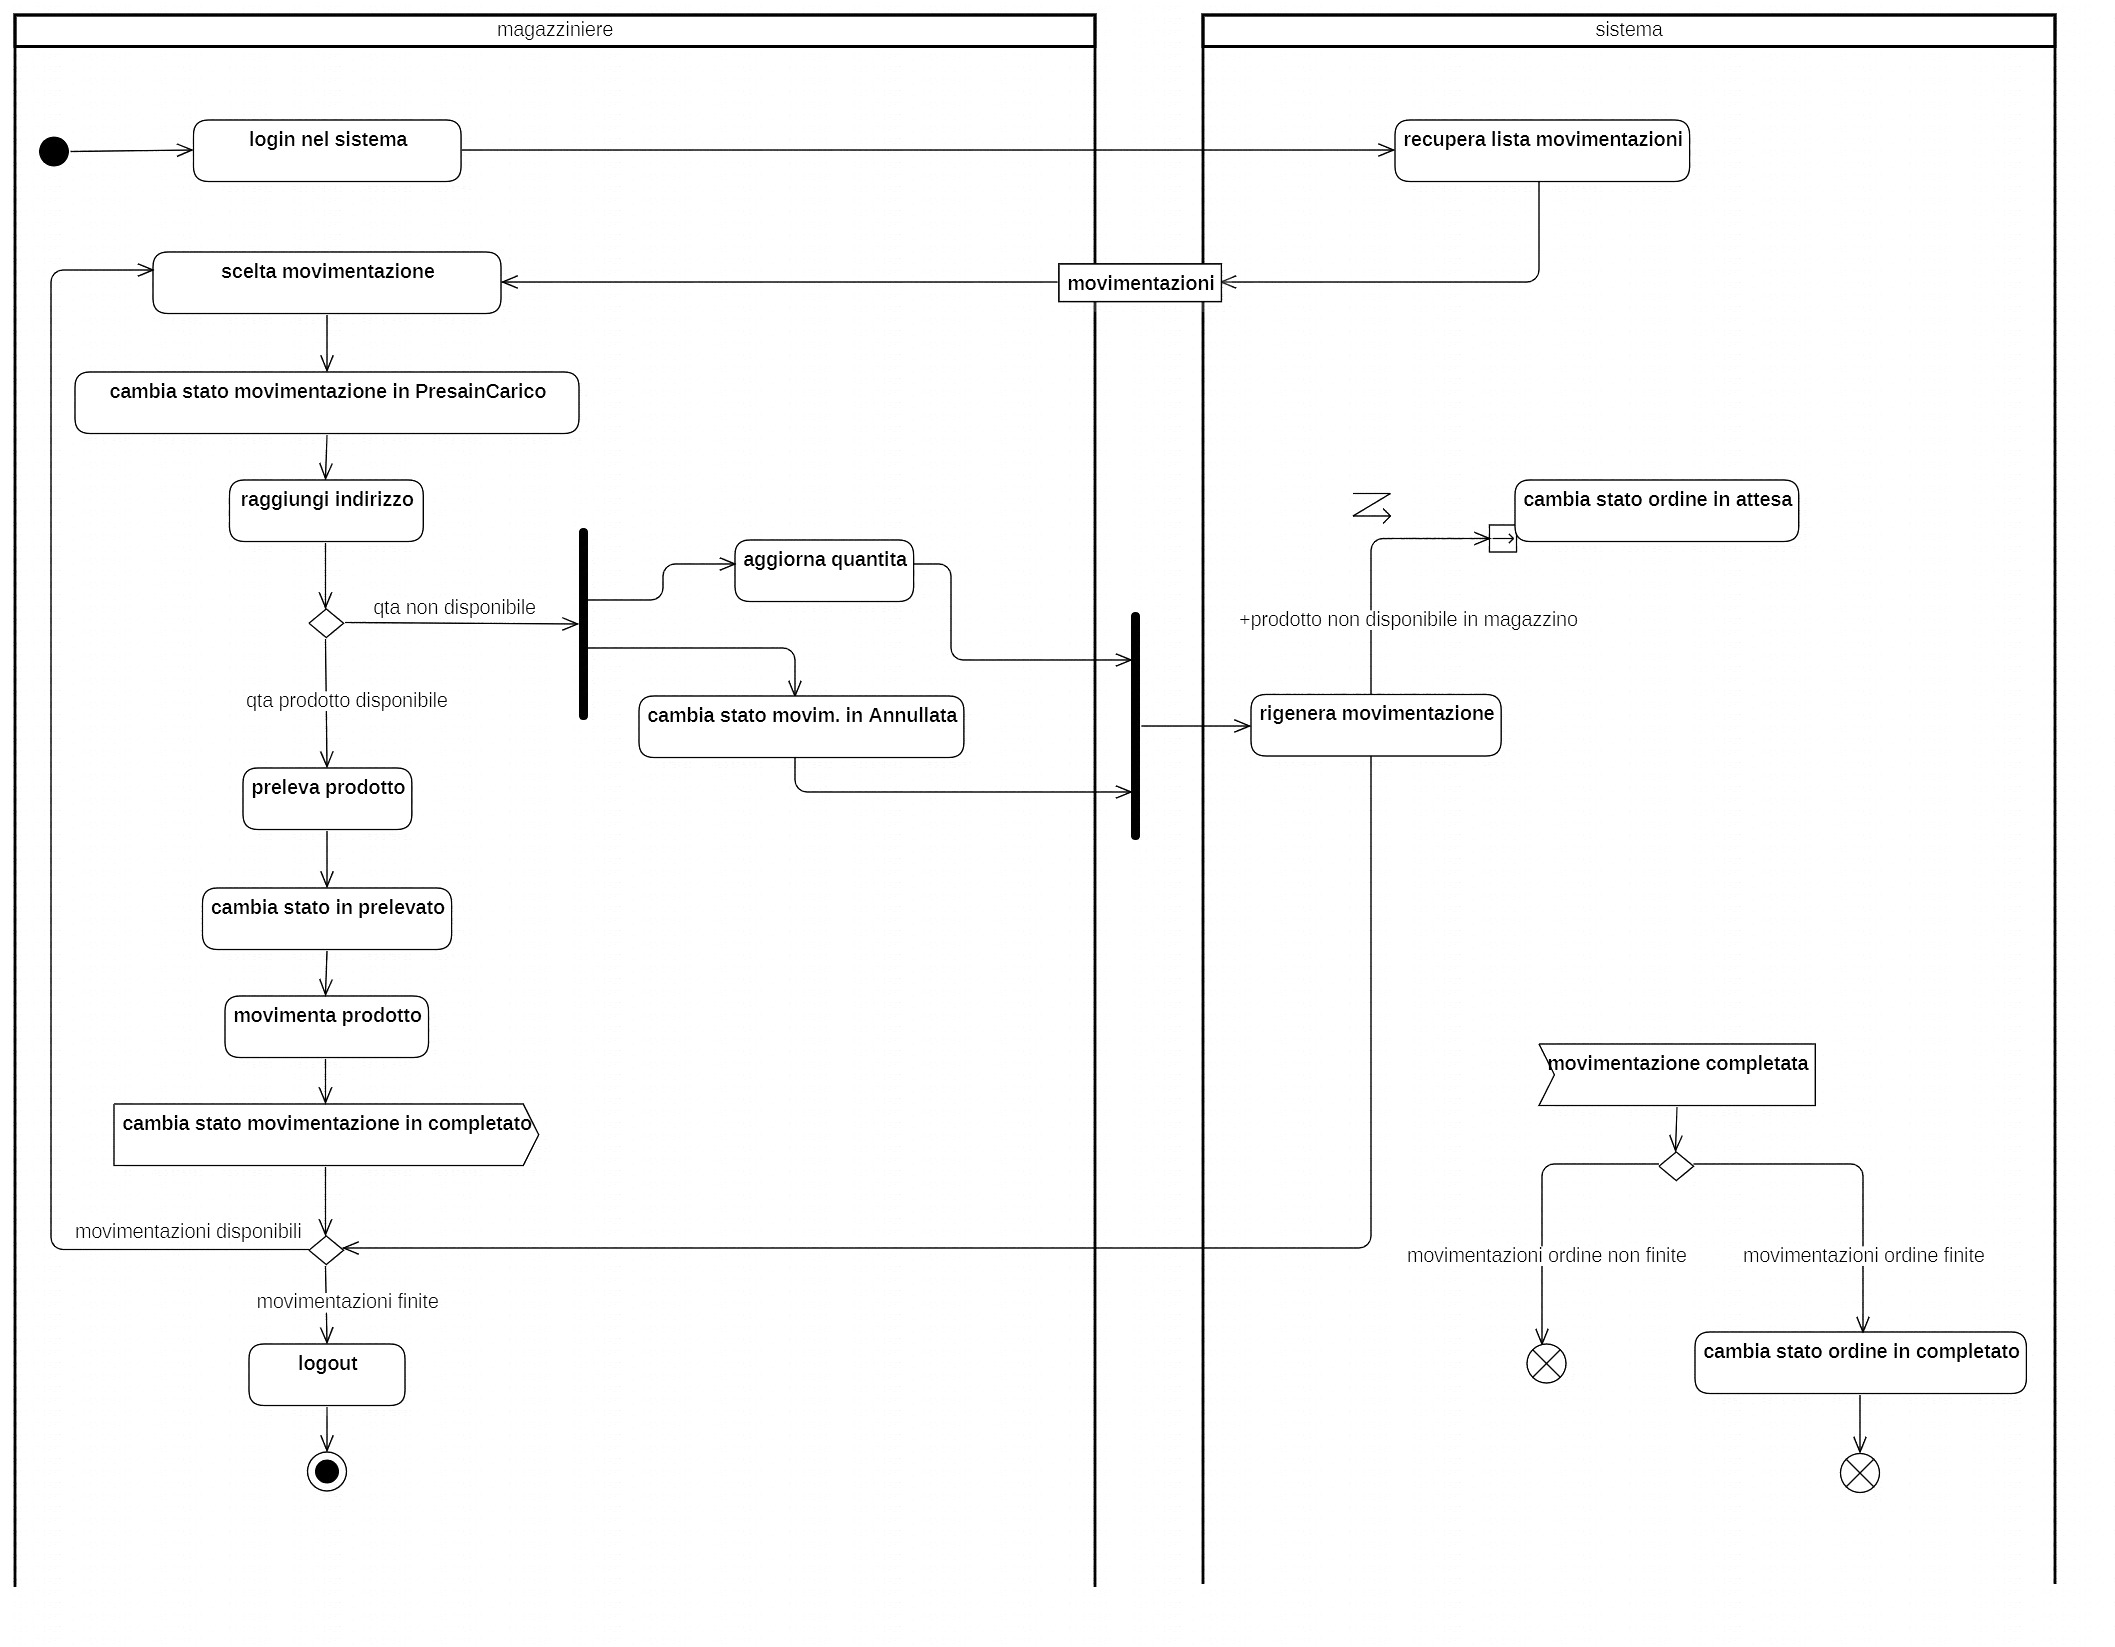 magazziniere
sistema
login nel sistema
recupera lista movimentazioni
scelta movimentazione
movimentazioni
cambia stato movimentazione in PresainCarico
raggiungi indirizzo
cambia stato ordine in attesa
aggiorna quantita
qta non disponibile
+prodotto non disponibile in magazzino
qta prodotto disponibile
cambia stato movim. in Annullata
rigenera movimentazione
preleva prodotto
cambia stato in prelevato
movimenta prodotto
movimentazione completata
cambia stato movimentazione in completato
movimentazioni disponibili
movimentazioni ordine non finite
movimentazioni ordine finite
movimentazioni finite
logout
cambia stato ordine in completato